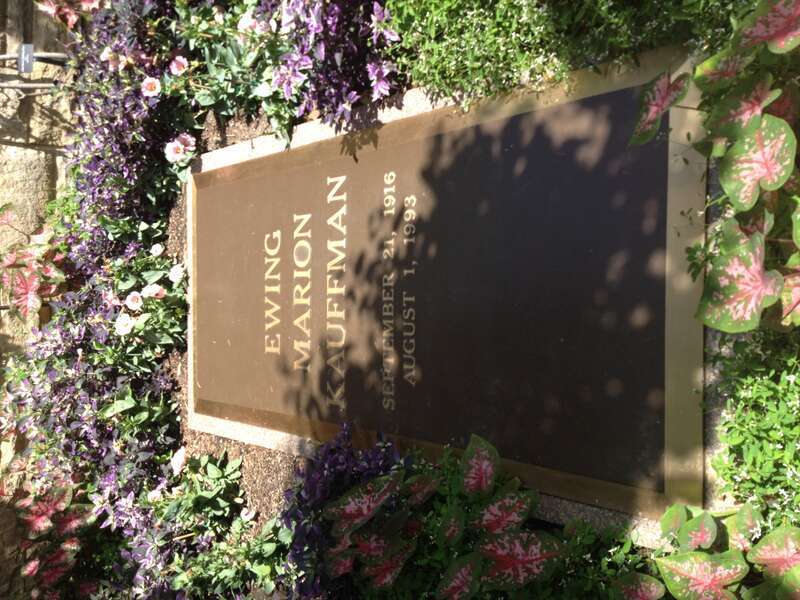 EWING
MARION
KAUFFMAN
SEPTEMBER 21, 1916
AUGUST 1, 1993